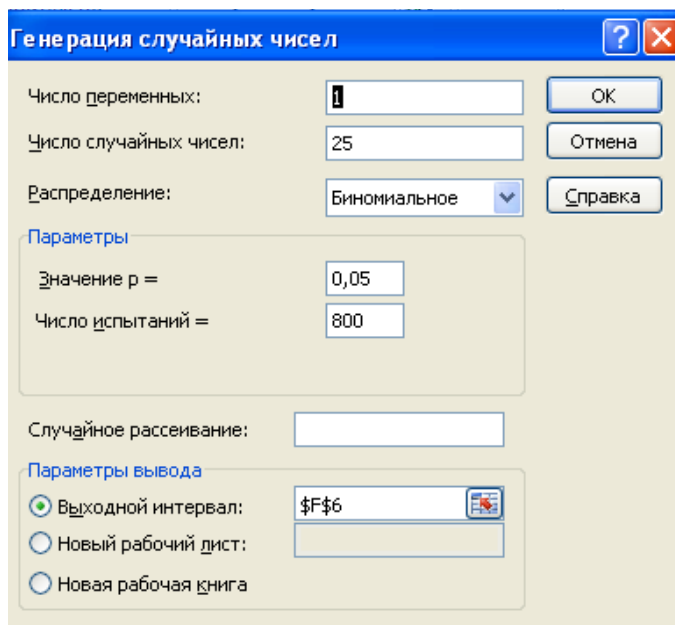 Генерация случайных чисел
Число переменных: 1
OK
Число случайных чисел: 25
Отмена
Распределение: Биномиальное
Справка
Параметры
Значение p = 0,05
Число испытаний = 800
Случайное рассеивание:
Параметры вывода
Выходной интервал: $F$6
Новый рабочий лист:
Новая рабочая книга